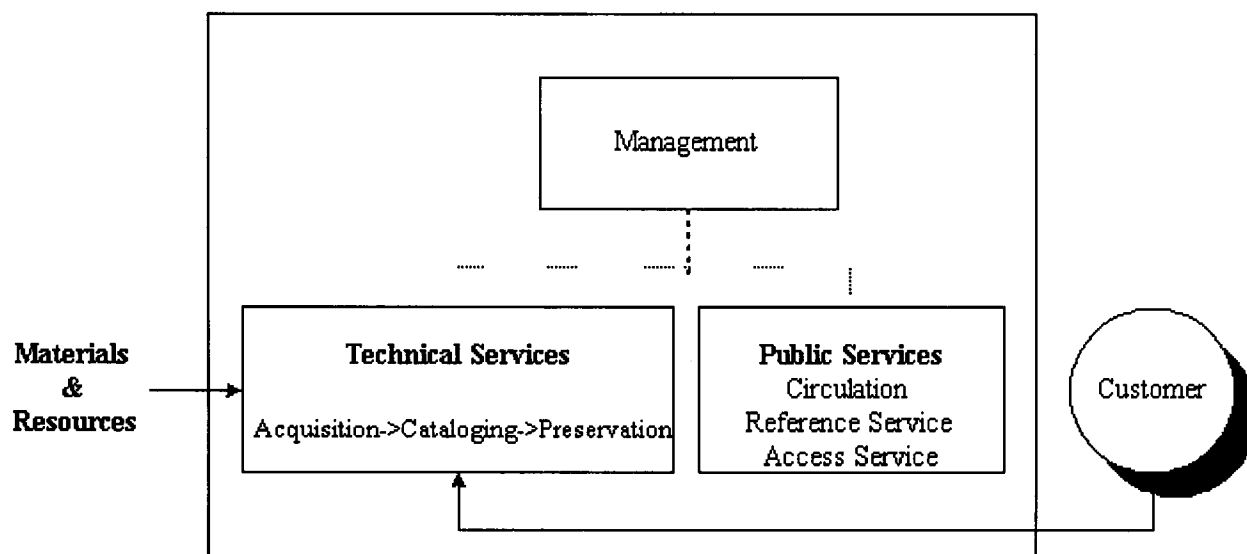 Management
Materials
&
Resources
Technical Services
Acquisition->Cataloging->Preservation
Public Services
Circulation
Reference Service
Access Service
Customer